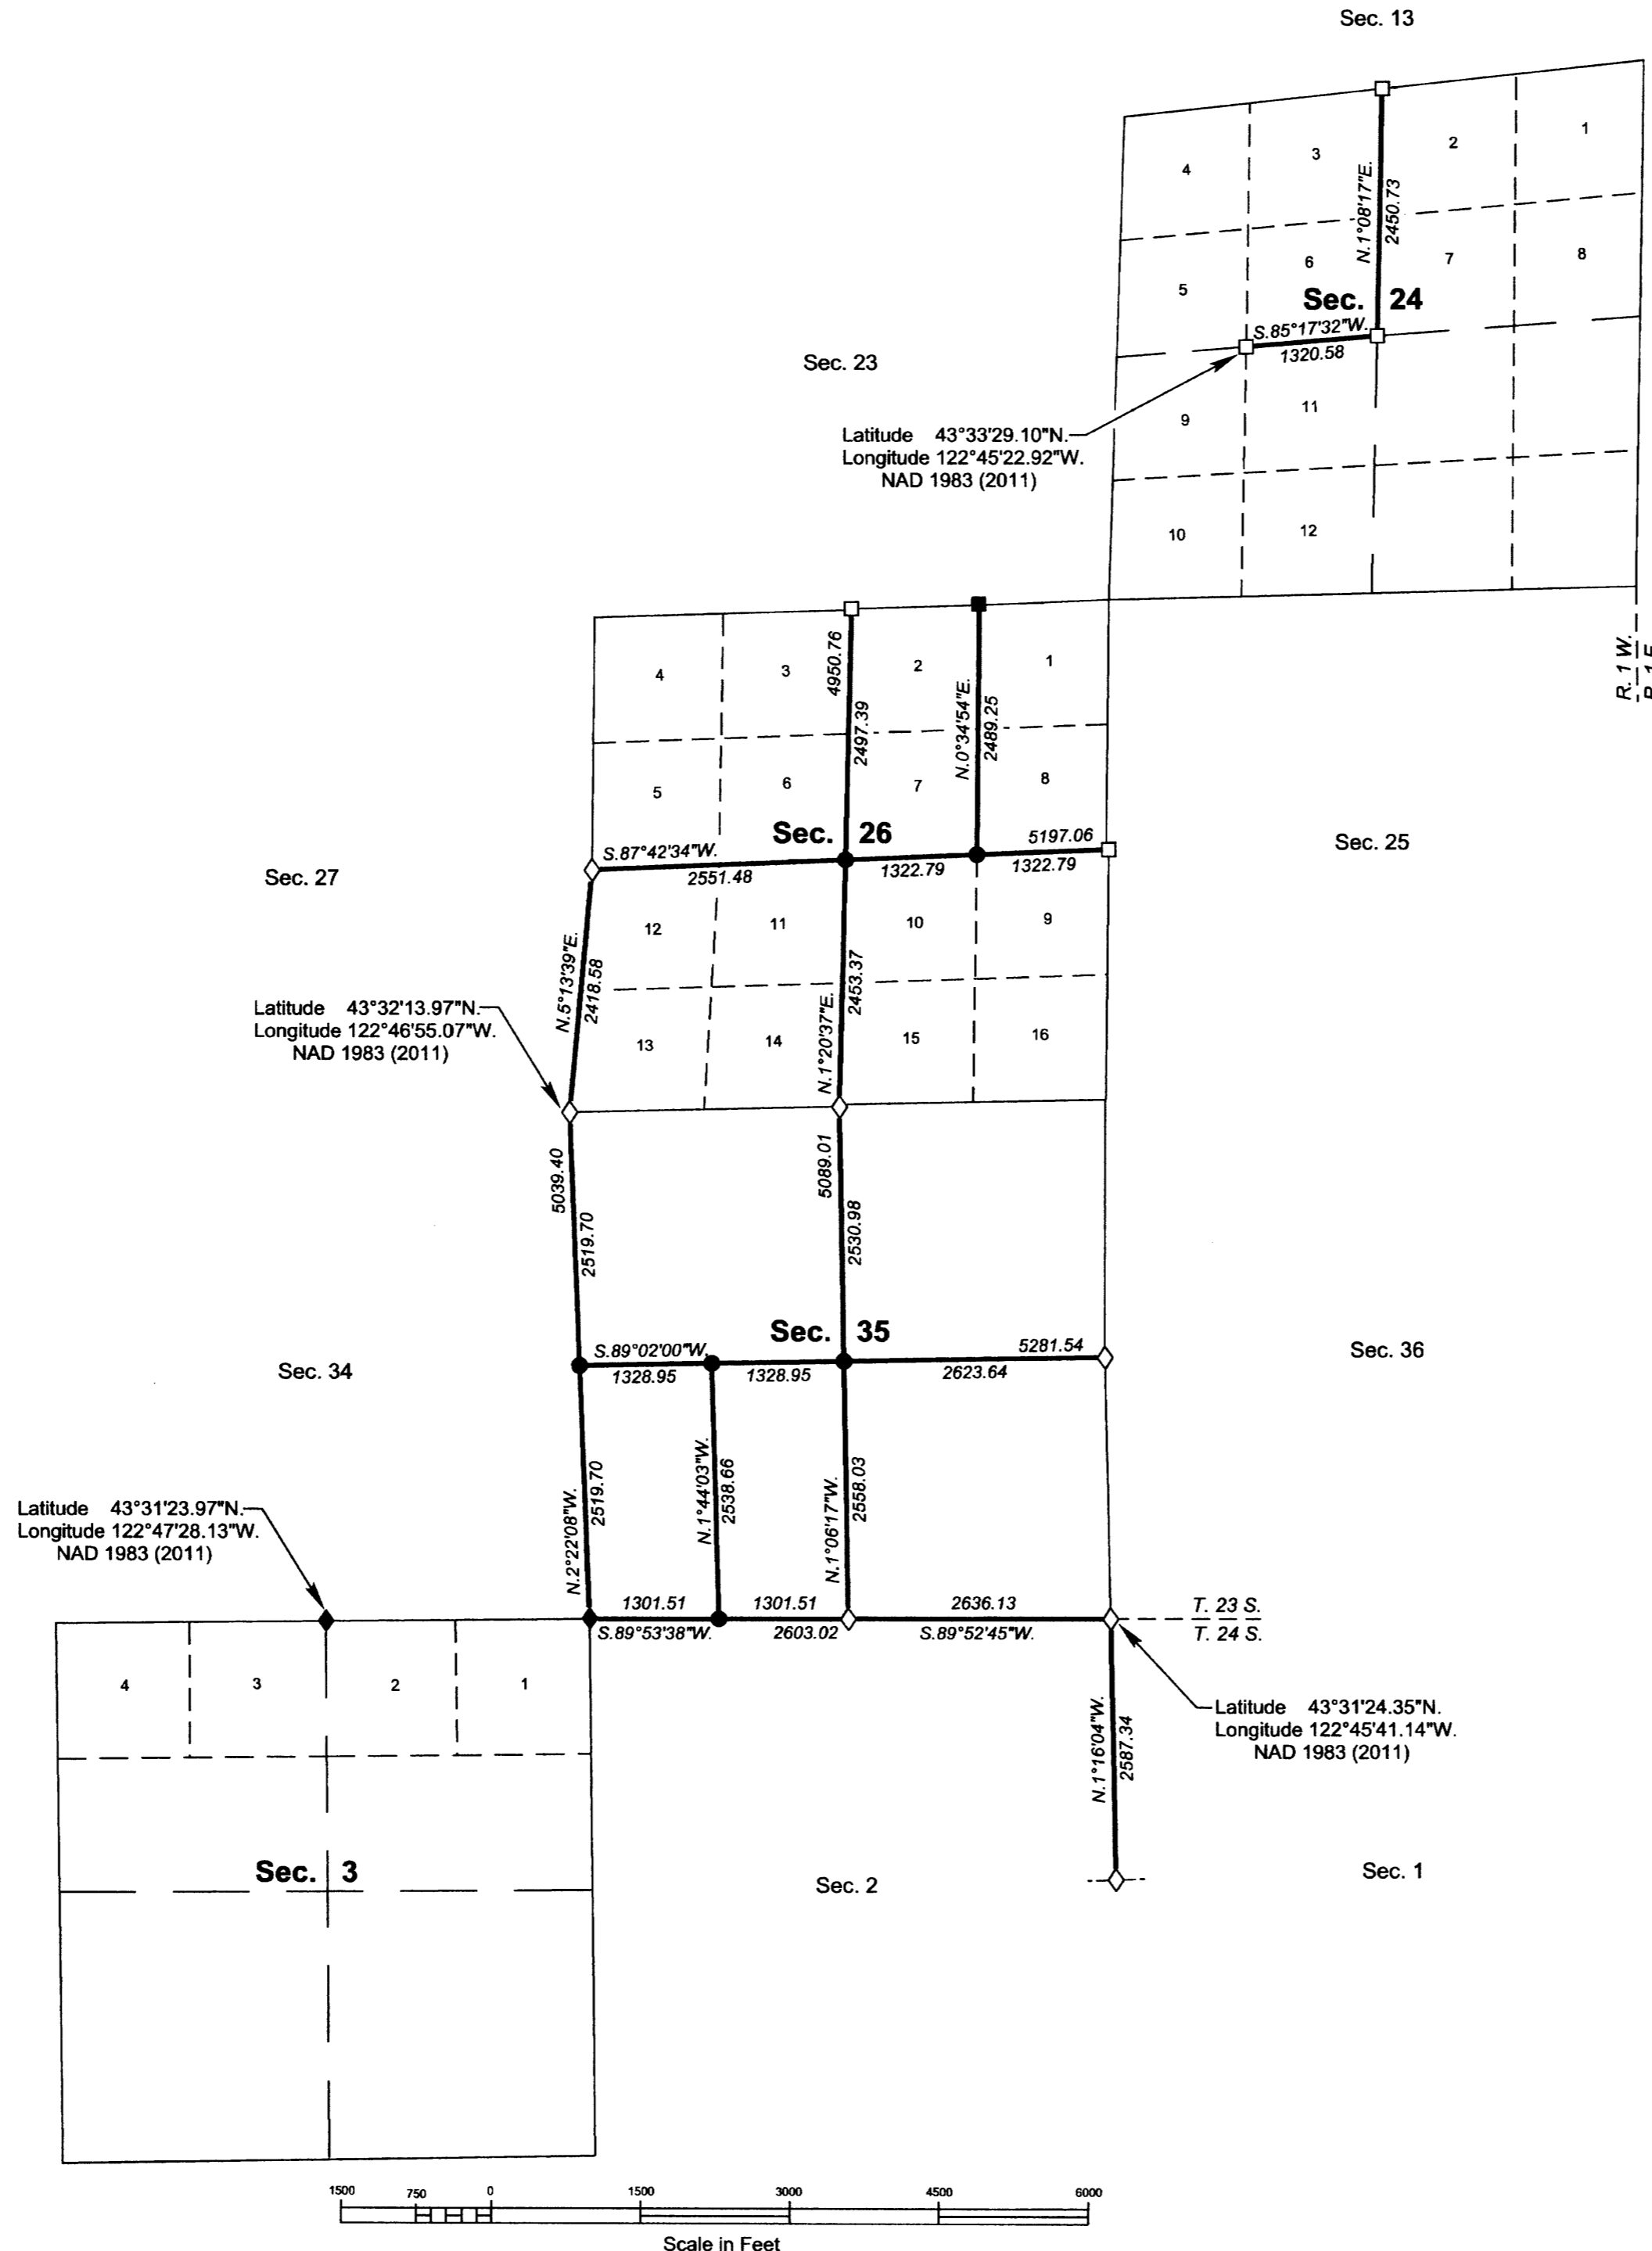 Sec. 13
4
3
2
1
N.1°08'17"E.
2450.73
5
6
7
8
Sec. 24
S.85°17'32"W.
1320.58
Sec. 23
9
11
Latitude 43°33'29.10"N.
Longitude 122°45'22.92"W.
NAD 1983 (2011)
10
12
R. 1 W.
4
3
2
1
4950.76
2497.39
N.0°34'54"E.
2489.25
5
6
7
8
Sec. 26
5197.06
S.87°42'34"W.
2551.48
1322.79
1322.79
Sec. 25
Sec. 27
12
11
10
9
N.5°13'39"E.
2418.58
2453.37
N.1°20'37"E.
Latitude 43°32'13.97"N.
Longitude 122°46'55.07"W.
NAD 1983 (2011)
13
14
15
16
5039.40
2519.70
5089.01
2530.98
Sec. 35
S.89°02'00"W.
5281.54
1328.95
1328.95
2623.64
Sec. 34
Sec. 36
N.2°22'08"W.
2519.70
N.1°44'03"W.
2538.66
N.1°06'17"W.
2558.03
Latitude 43°31'23.97"N.
Longitude 122°47'28.13"W.
NAD 1983 (2011)
1301.51
1301.51
2636.13
T. 23 S.
S.89°53'38"W.
2603.02
S.89°52'45"W.
T. 24 S.
4
3
2
1
N.1°16'04"W.
2587.34
Latitude 43°31'24.35"N.
Longitude 122°45'41.14"W.
NAD 1983 (2011)
Sec. 3
Sec. 2
Sec. 1
1500 750 0 1500 3000 4500 6000
Scale in Feet